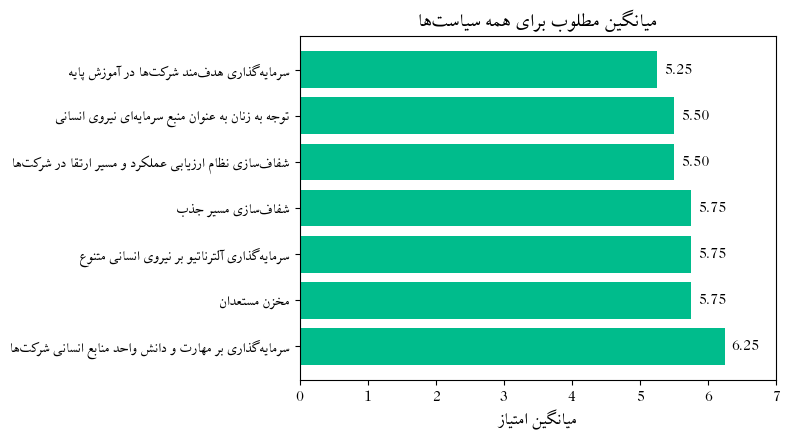 میانگین مطلوب برای همه سیاست‌ها
سرمایه‌گذاری هدف‌مند شرکت‌ها در آموزش پایه
5.25
توجه به زنان به عنوان منبع سرمایه‌ای نیروی انسانی
5.50
شفاف‌سازی نظام ارزیابی عملکرد و مسیر ارتقا در شرکت‌ها
5.50
شفاف‌سازی مسیر جذب
5.75
سرمایه‌گذاری آلترناتیو بر نیروی انسانی متنوع
5.75
مخزن مستعدان
5.75
سرمایه‌گذاری بر مهارت و دانش واحد منابع انسانی شرکت‌ها
6.25
0 1 2 3 4 5 6 7
میانگین امتیاز